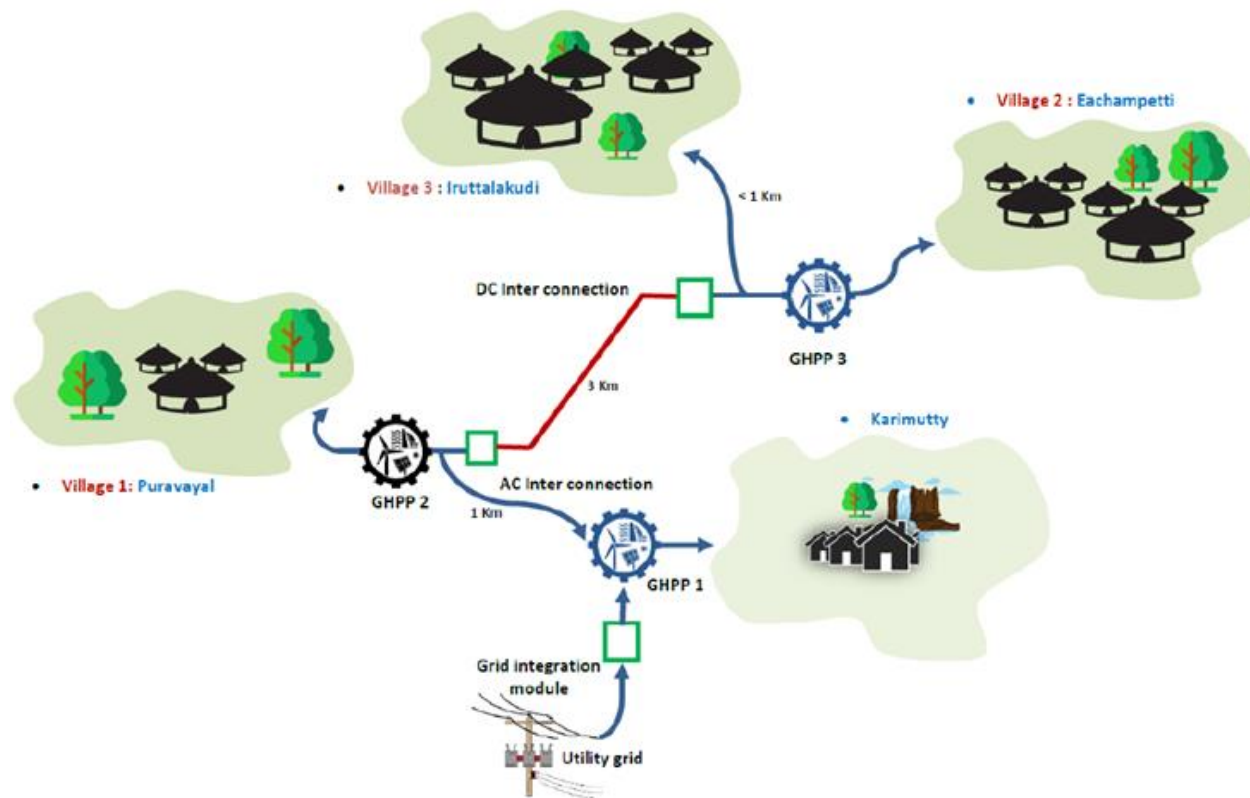 Village 2 : Eachampetti
Village 3 : Iruttalakudi
< 1 Km
DC Inter connection
GHPP 3
3 Km
Karimutty
Village 1: Puravayal
GHPP 2
AC Inter connection
1 Km
GHPP 1
Grid integration
module
Utility grid